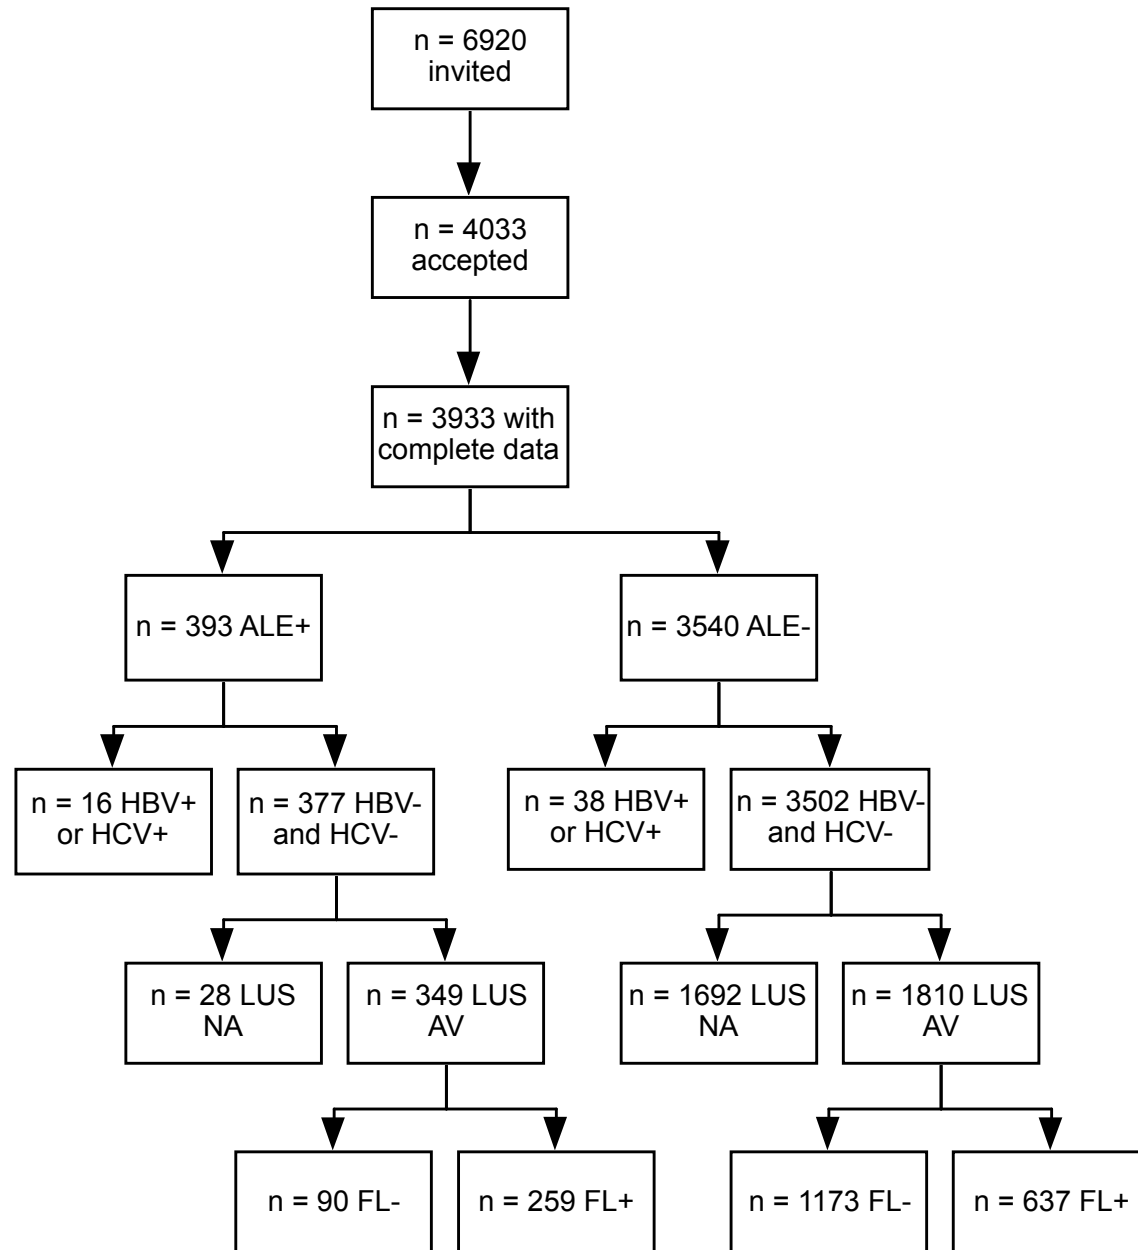 n = 6920
invited
n = 4033
accepted
n = 3933 with
complete data
n = 393 ALE+
n = 3540 ALE-
n = 16 HBV+
or HCV+
n = 377 HBV-
and HCV-
n = 38 HBV+
or HCV+
n = 3502 HBV-
and HCV-
n = 28 LUS
NA
n = 349 LUS
AV
n = 1692 LUS
NA
n = 1810 LUS
AV
n = 90 FL-
n = 259 FL+
n = 1173 FL-
n = 637 FL+